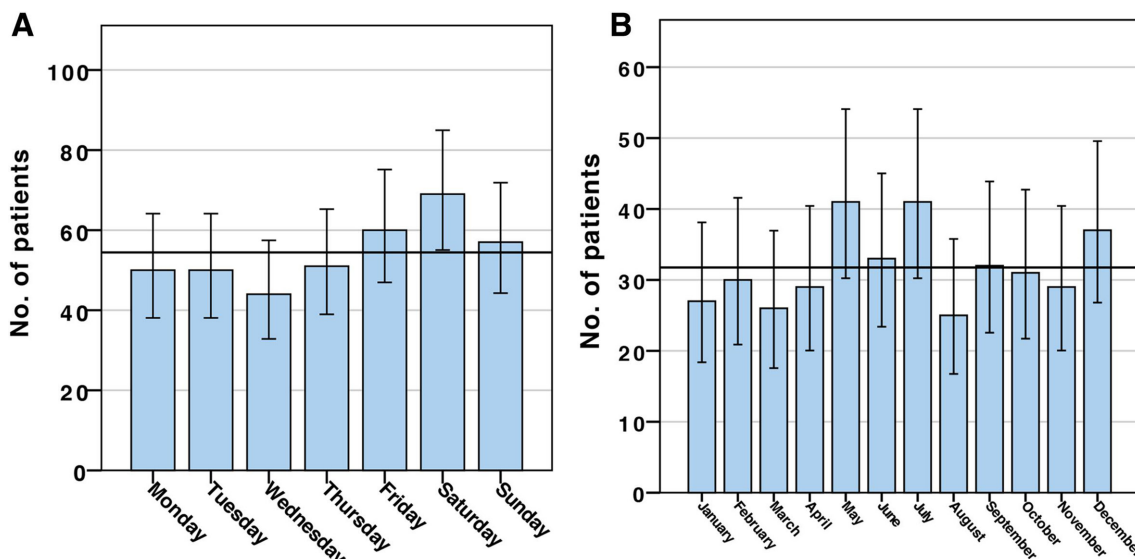 A
No. of patients
100
80
60
40
20
0
Monday
Tuesday
Wednesday
Thursday
Friday
Saturday
Sunday
B
No. of patients
60
50
40
30
20
10
0
January
February
March
April
May
June
July
August
September
October
November
December